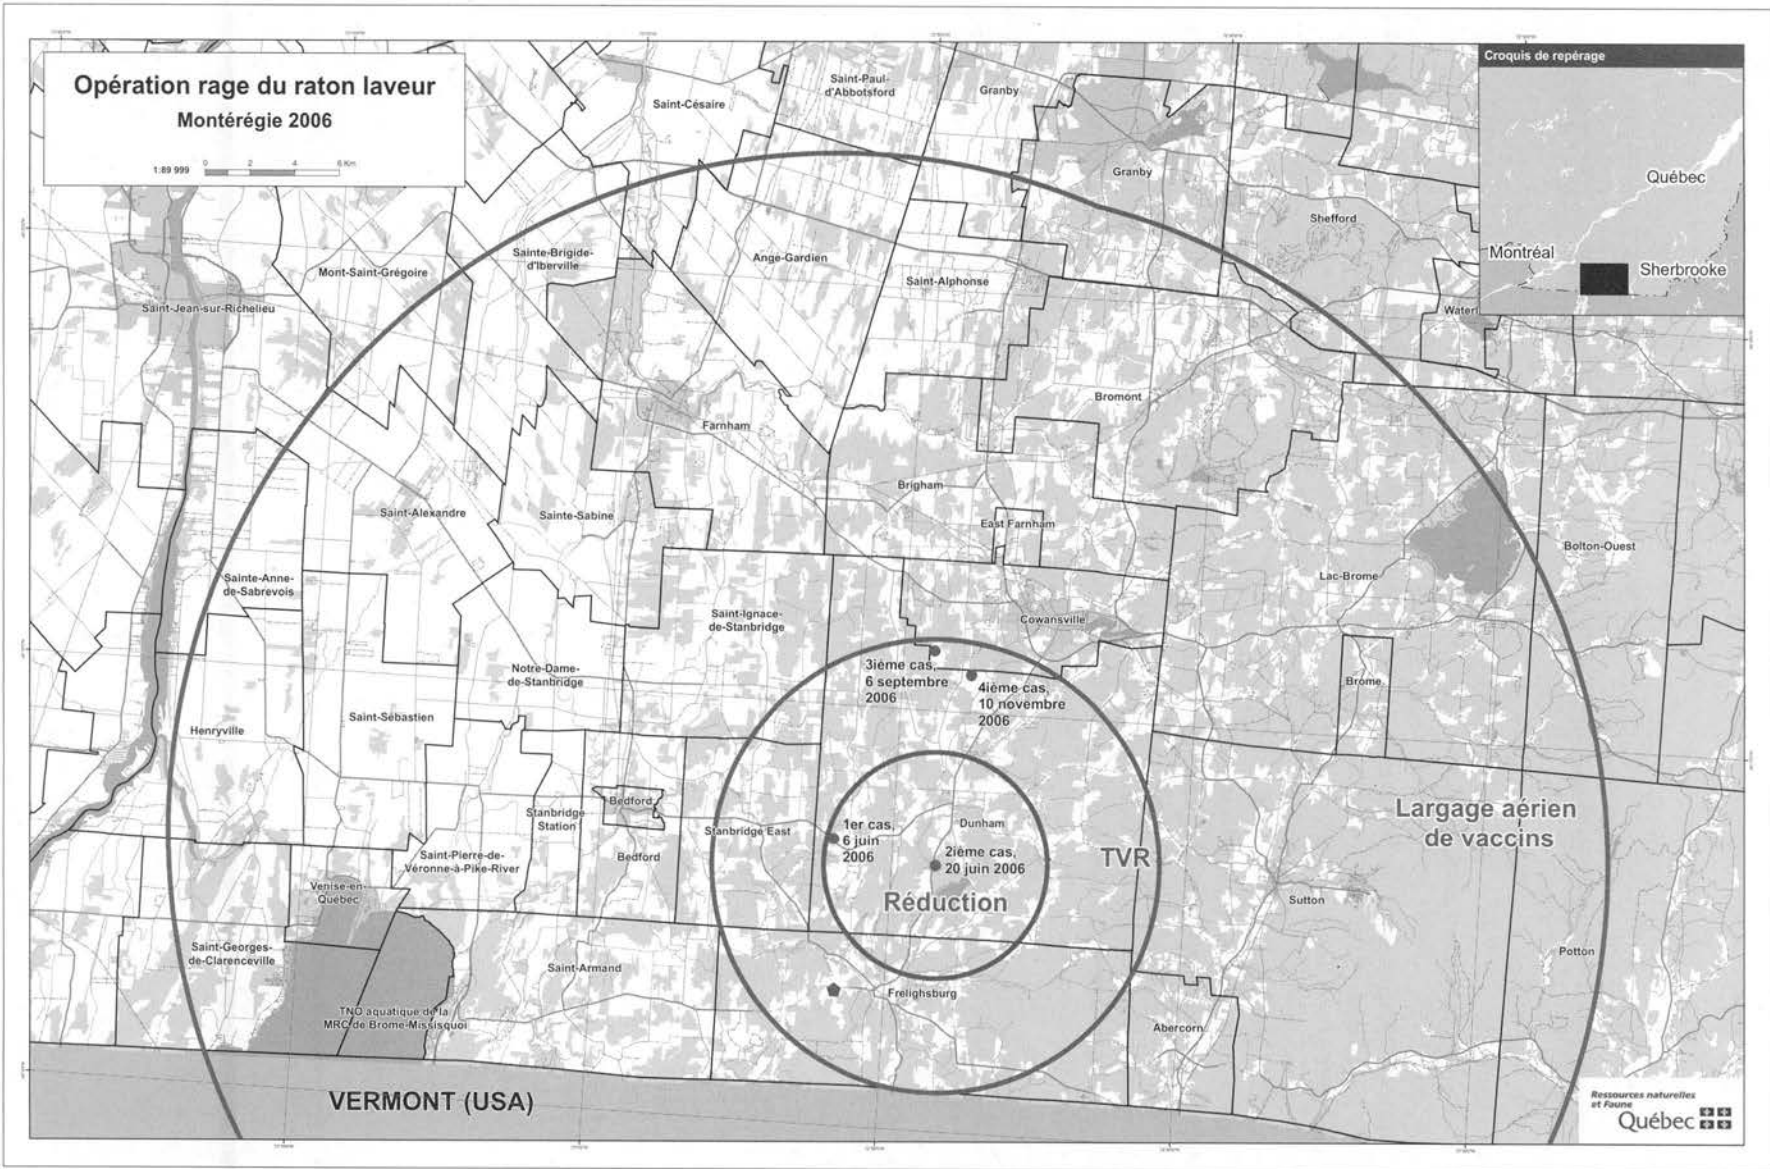 Opération rage du raton laveur
Montérégie 2006
1:89 999
0 2 4 6 Km
Croquis de repérage
Québec
Montréal
Sherbrooke
Saint-Césaire
Saint-Paul-
d'Abbotsford
Granby
Granby
Shefford
Sainte-Brigide-
d'Iberville
Ange-Gardien
Mont-Saint-Grégoire
Saint-Alphonse
Saint-Jean-sur-Richelieu
Bromont
Farnham
Brigham
Saint-Alexandre
Sainte-Sabine
East Farnham
Bolton-Ouest
Sainte-Anne-
de-Sabrevois
Lac-Brome
Saint-Ignace-
de-Stanbridge
Cowansville
Notre-Dame-
de-Stanbridge
3ième cas,
6 septembre
2006
4ième cas,
10 novembre
2006
Brome
Henryville
Saint-Sébastien
Bedford
Stanbridge
Station
Stanbridge East
1er cas,
6 juin
2006
Dunham
2ième cas,
20 juin 2006
Largage aérien
de vaccins
TVR
Saint-Pierre-de-
Véronne-à-Pike-River
Bedford
Venise-en-
Québec
Réduction
Sutton
Saint-Georges-
de-Clarenceville
Saint-Armand
Potton
Frelighsburg
TNO aquatique de la
MRC de Brome-Missisquoi
Abercorn
VERMONT (USA)
Ressources naturelles
et Faune
Québec